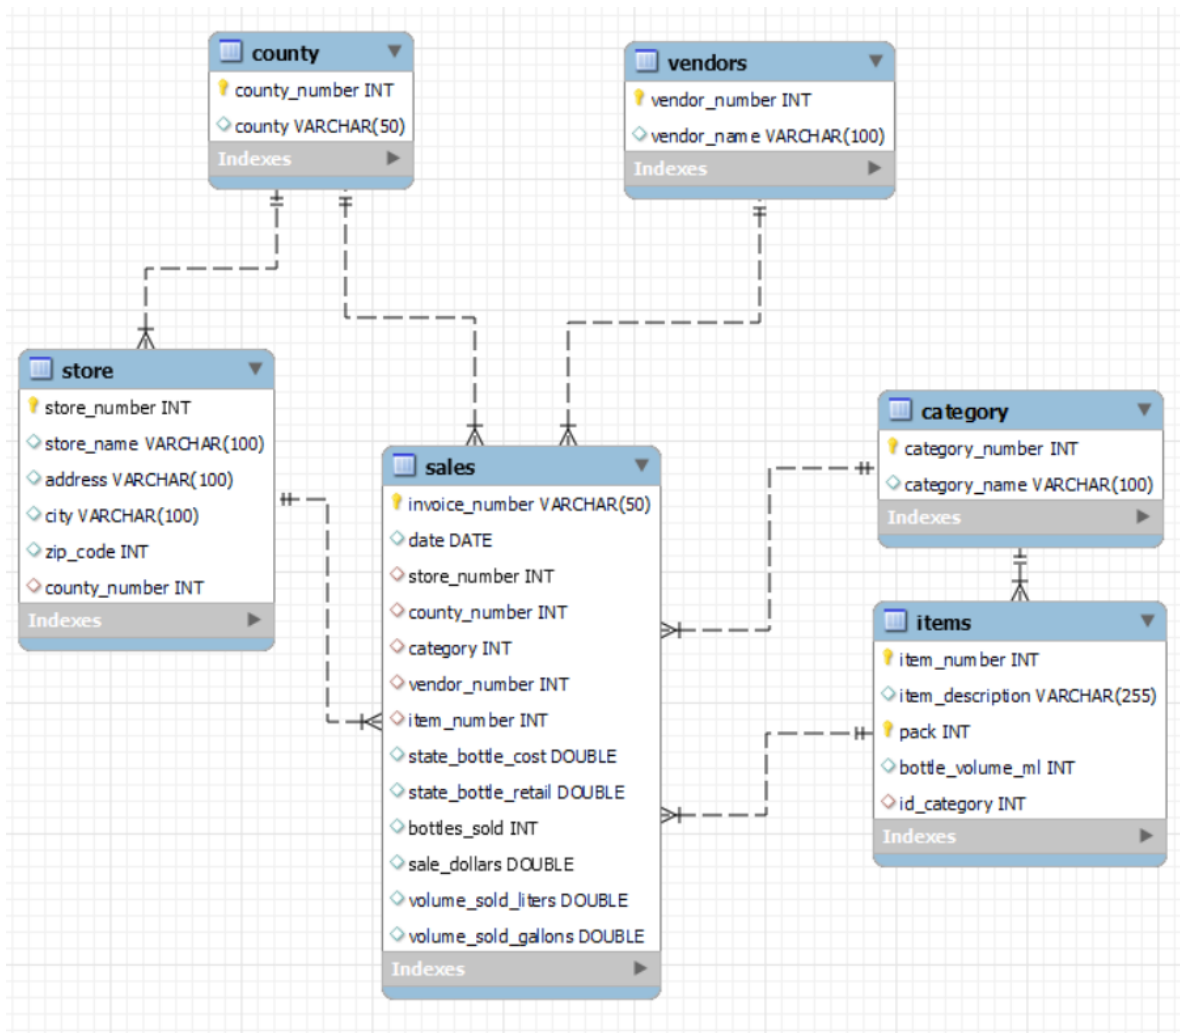 county
county_number INT
county VARCHAR(50)
Indexes
vendors
vendor_number INT
vendor_name VARCHAR(100)
Indexes
store
store_number INT
store_name VARCHAR(100)
address VARCHAR(100)
city VARCHAR(100)
zip_code INT
county_number INT
Indexes
sales
invoice_number VARCHAR(50)
date DATE
store_number INT
county_number INT
category INT
vendor_number INT
item_number INT
state_bottle_cost DOUBLE
state_bottle_retail DOUBLE
bottles_sold INT
sale_dollars DOUBLE
volume_sold_liters DOUBLE
volume_sold_gallons DOUBLE
Indexes
category
category_number INT
category_name VARCHAR(100)
Indexes
items
item_number INT
item_description VARCHAR(255)
pack INT
bottle_volume_ml INT
id_category INT
Indexes